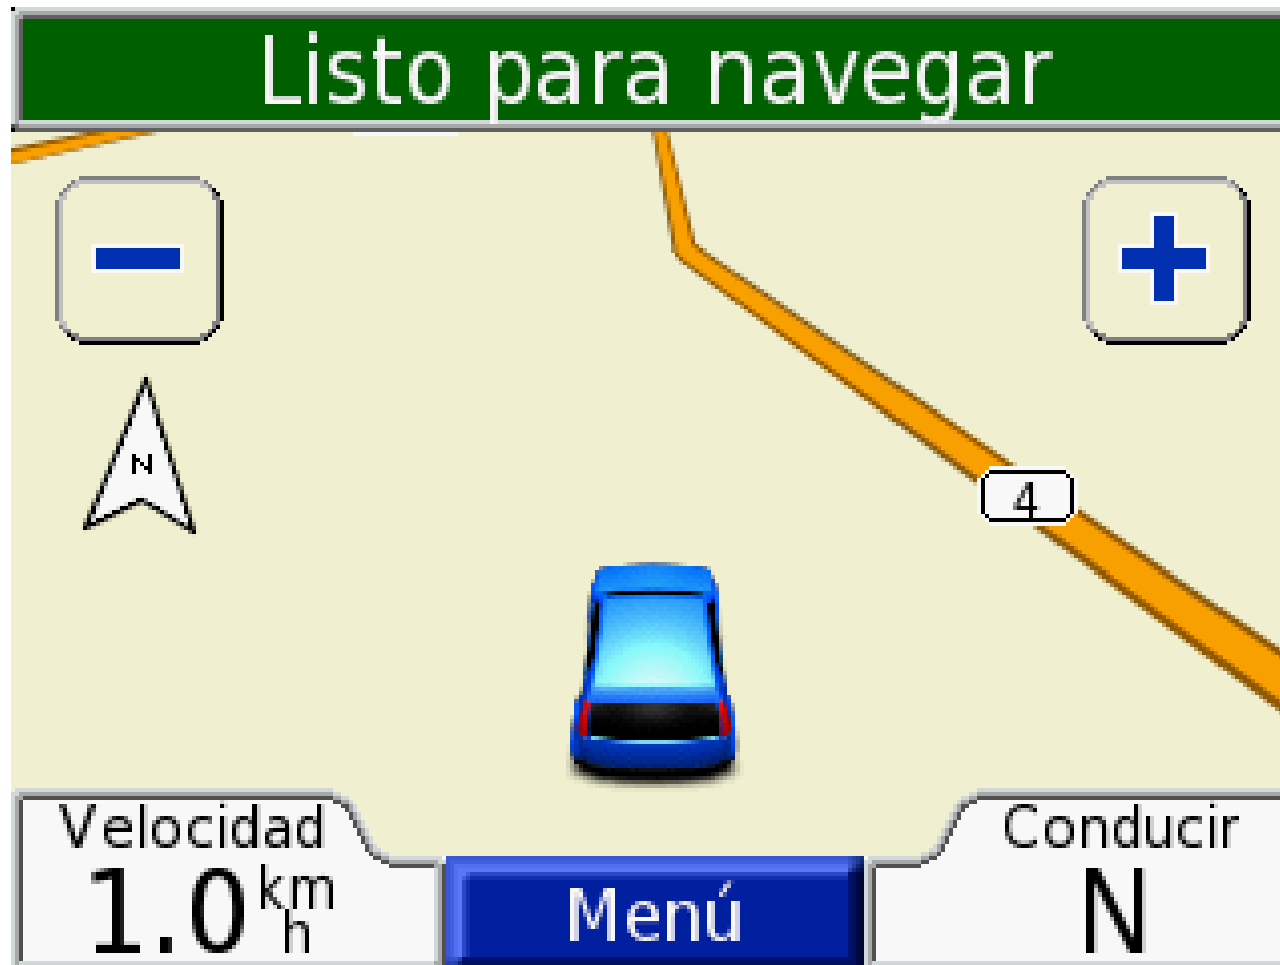 Listo para navegar
N
4
Velocidad
1.0 km/h
Menú
Conducir
N